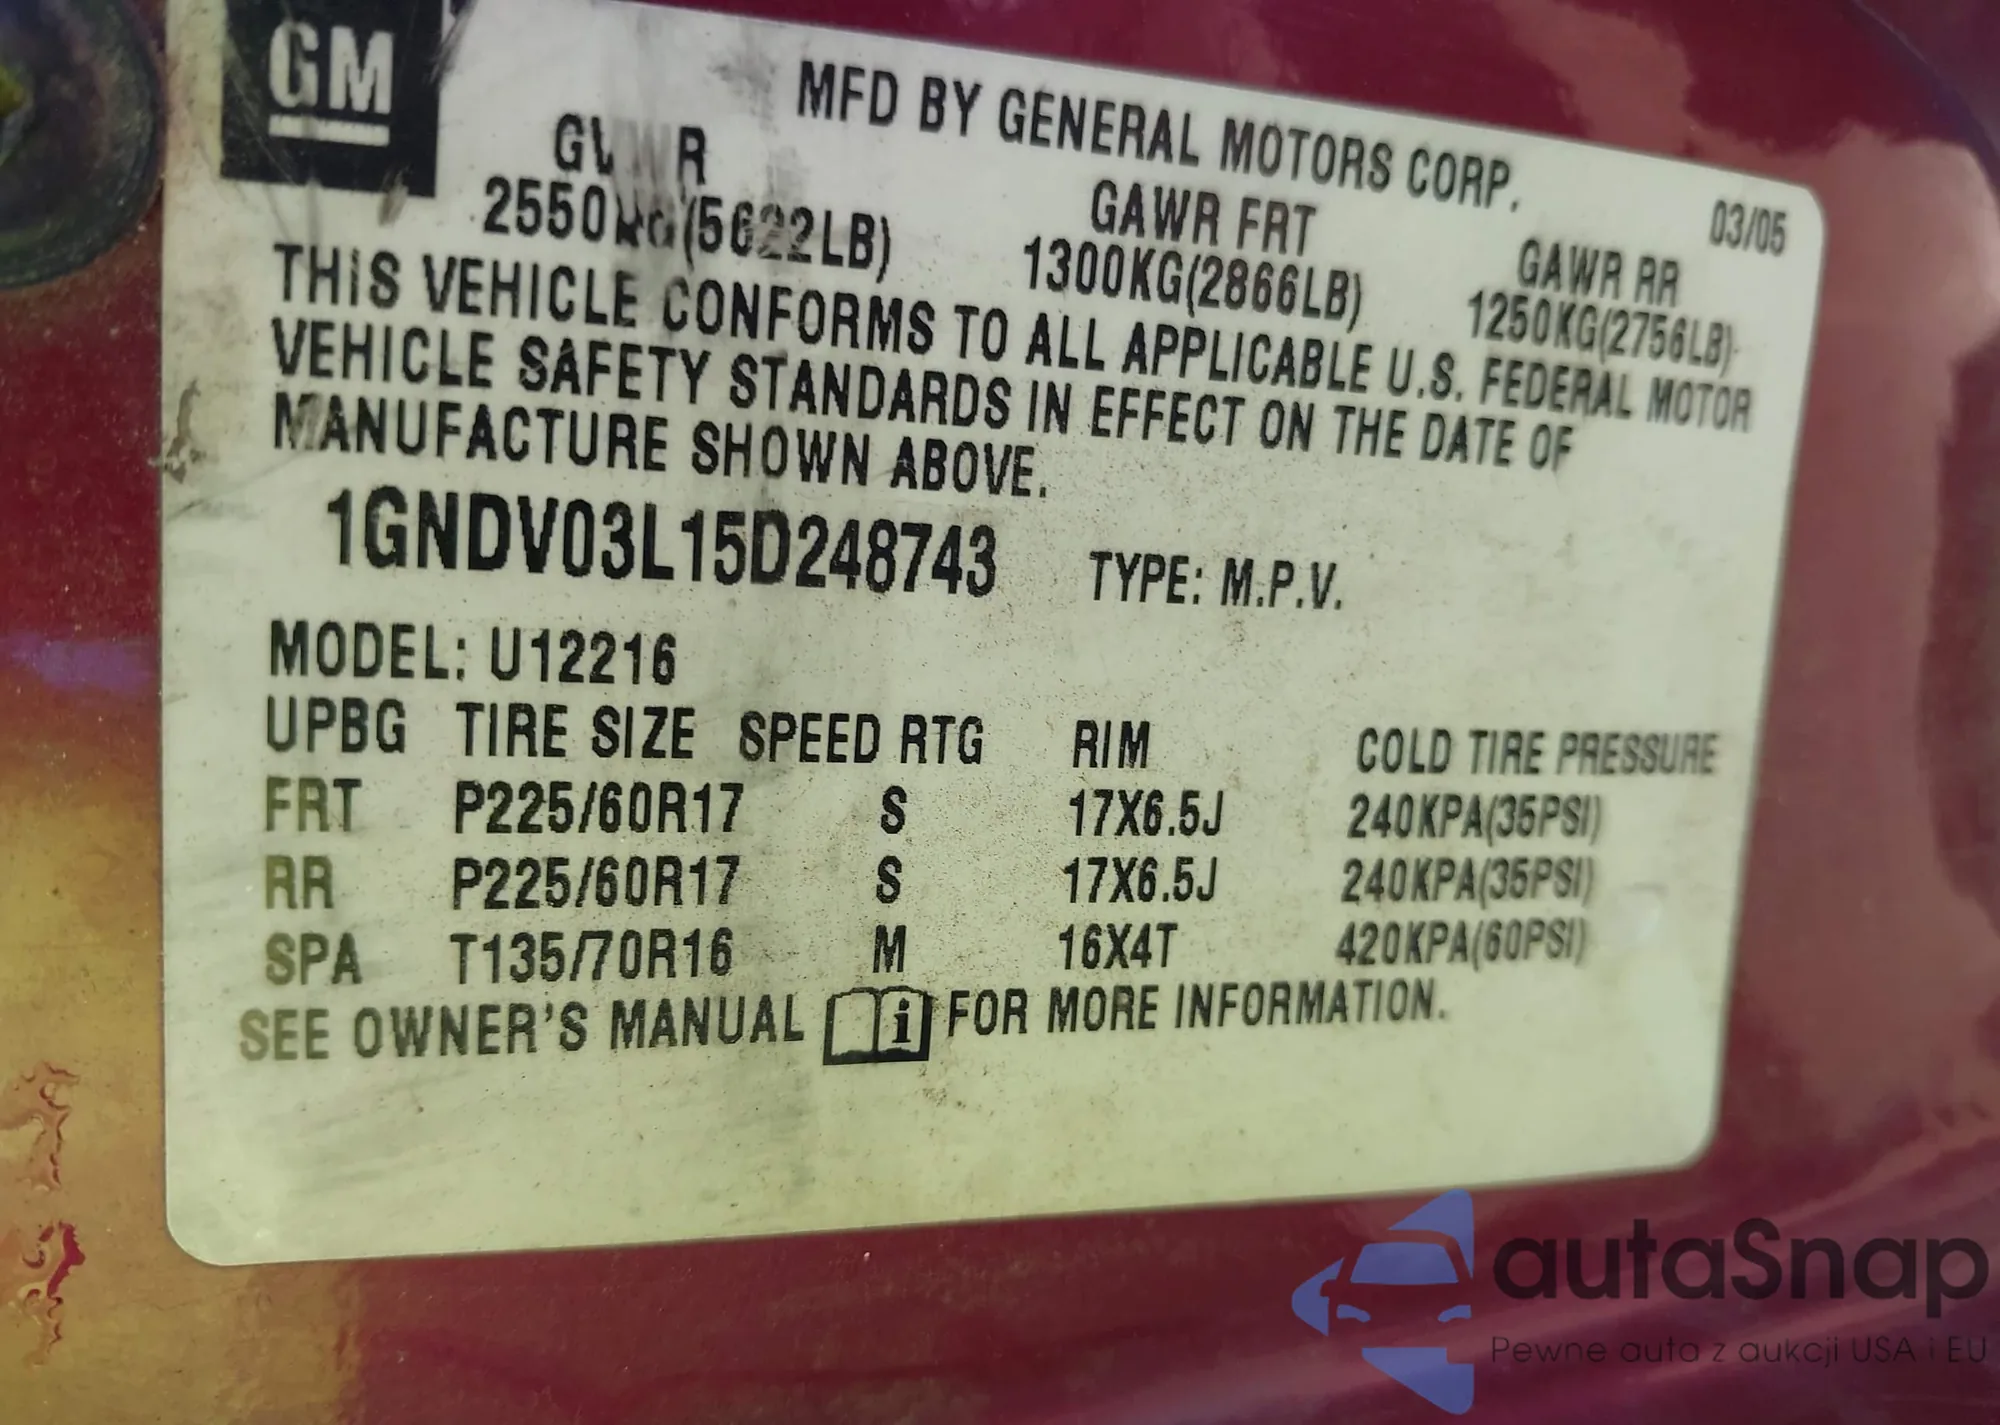 GM
MFD BY GENERAL MOTORS CORP.
03/05
GVWR
GAWR FRT
GAWR RR
2550KG(5622LB)
1300KG(2866LB)
1250KG(2756LB)
THIS VEHICLE CONFORMS TO ALL APPLICABLE U.S. FEDERAL MOTOR
VEHICLE SAFETY STANDARDS IN EFFECT ON THE DATE OF
MANUFACTURE SHOWN ABOVE.
1GNDV03L15D248743 TYPE: M.P.V.
MODEL: U12216
UPBG TIRE SIZE SPEED RTG RIM COLD TIRE PRESSURE
FRT P225/60R17 S 17X6.5J 240KPA(35PSI)
RR P225/60R17 S 17X6.5J 240KPA(35PSI)
SPA T135/70R16 M 16X4T 420KPA(60PSI)
SEE OWNER'S MANUAL i FOR MORE INFORMATION.
autaSnap
Pewne auta z aukcji USA i EU